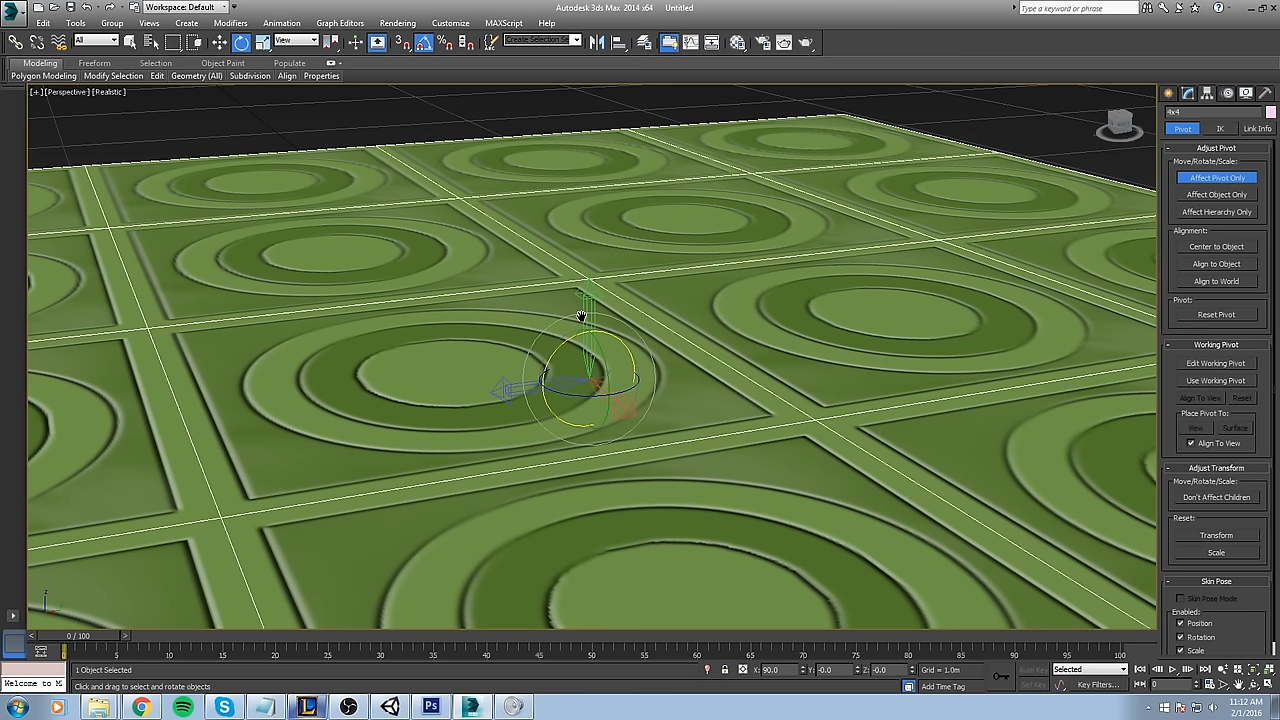 Workspace: Default
Autodesk 3ds Max 2014 x64 Untitled
Type a keyword or phrase
Edit Tools Group Views Create Modifiers Animation Graph Editors Rendering Customize MAXScript Help
All View Create Selection Se
Modeling Freeform Selection Object Paint Populate
Polygon Modeling Modify Selection Edit Geometry (All) Subdivision Align Properties
[+] [Perspective] [Realistic]
4x4
Pivot IK Link Info
- Adjust Pivot
Move/Rotate/Scale:
Affect Pivot Only
Affect Object Only
Affect Hierarchy Only
Alignment:
Center to Object
Align to Object
Align to World
Pivot:
Reset Pivot
- Working Pivot
Edit Working Pivot
Use Working Pivot
Align To View Reset
Place Pivot To:
View Surface
Align To View
- Adjust Transform
Move/Rotate/Scale:
Don't Affect Children
Reset:
Transform
Scale
- Skin Pose
Skin Pose Mode
Enabled:
Position
Rotation
Scale
z
< 0 / 100 >
0 5 10 15 20 25 30 35 40 45 50 55 60 65 70 75 80 85 90 95 100
1 Object Selected X: 90.0 Y: -0.0 Z: -0.0 Grid = 1.0m Auto Key Selected
Welcome to M Click and drag to select and rotate objects Add Time Tag Set Key Key Filters... 0
11:12 AM
2/1/2016